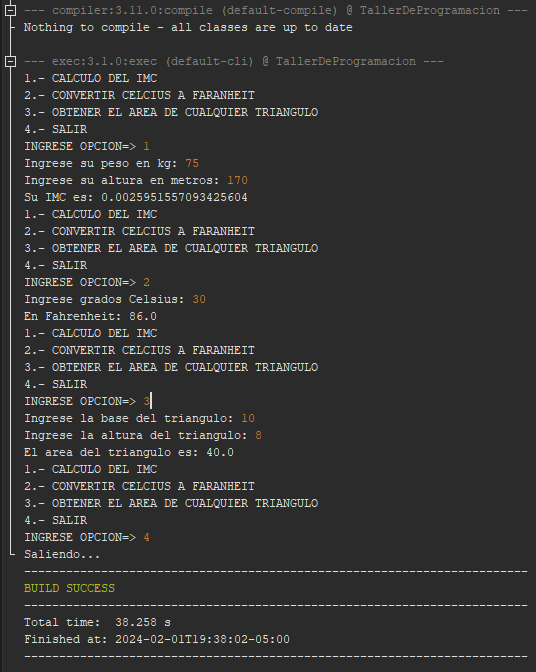 --- compiler:3.11.0:compile (default-compile) @ TallerDeProgramacion ---
Nothing to compile - all classes are up to date
--- exec:3.1.0:exec (default-cli) @ TallerDeProgramacion ---
1.- CALCULO DEL IMC
2.- CONVERTIR CELCIUS A FARANHEIT
3.- OBTENER EL AREA DE CUALQUIER TRIANGULO
4.- SALIR
INGRESE OPCION=> 1
Ingrese su peso en kg: 75
Ingrese su altura en metros: 170
Su IMC es: 0.0025951557093425604
1.- CALCULO DEL IMC
2.- CONVERTIR CELCIUS A FARANHEIT
3.- OBTENER EL AREA DE CUALQUIER TRIANGULO
4.- SALIR
INGRESE OPCION=> 2
Ingrese grados Celsius: 30
En Fahrenheit: 86.0
1.- CALCULO DEL IMC
2.- CONVERTIR CELCIUS A FARANHEIT
3.- OBTENER EL AREA DE CUALQUIER TRIANGULO
4.- SALIR
INGRESE OPCION=> 3
Ingrese la base del triangulo: 10
Ingrese la altura del triangulo: 8
El area del triangulo es: 40.0
1.- CALCULO DEL IMC
2.- CONVERTIR CELCIUS A FARANHEIT
3.- OBTENER EL AREA DE CUALQUIER TRIANGULO
4.- SALIR
INGRESE OPCION=> 4
Saliendo...
------------------------------------------------------------------------
BUILD SUCCESS
------------------------------------------------------------------------
Total time:  38.258 s
Finished at: 2024-02-01T19:38:02-05:00
------------------------------------------------------------------------